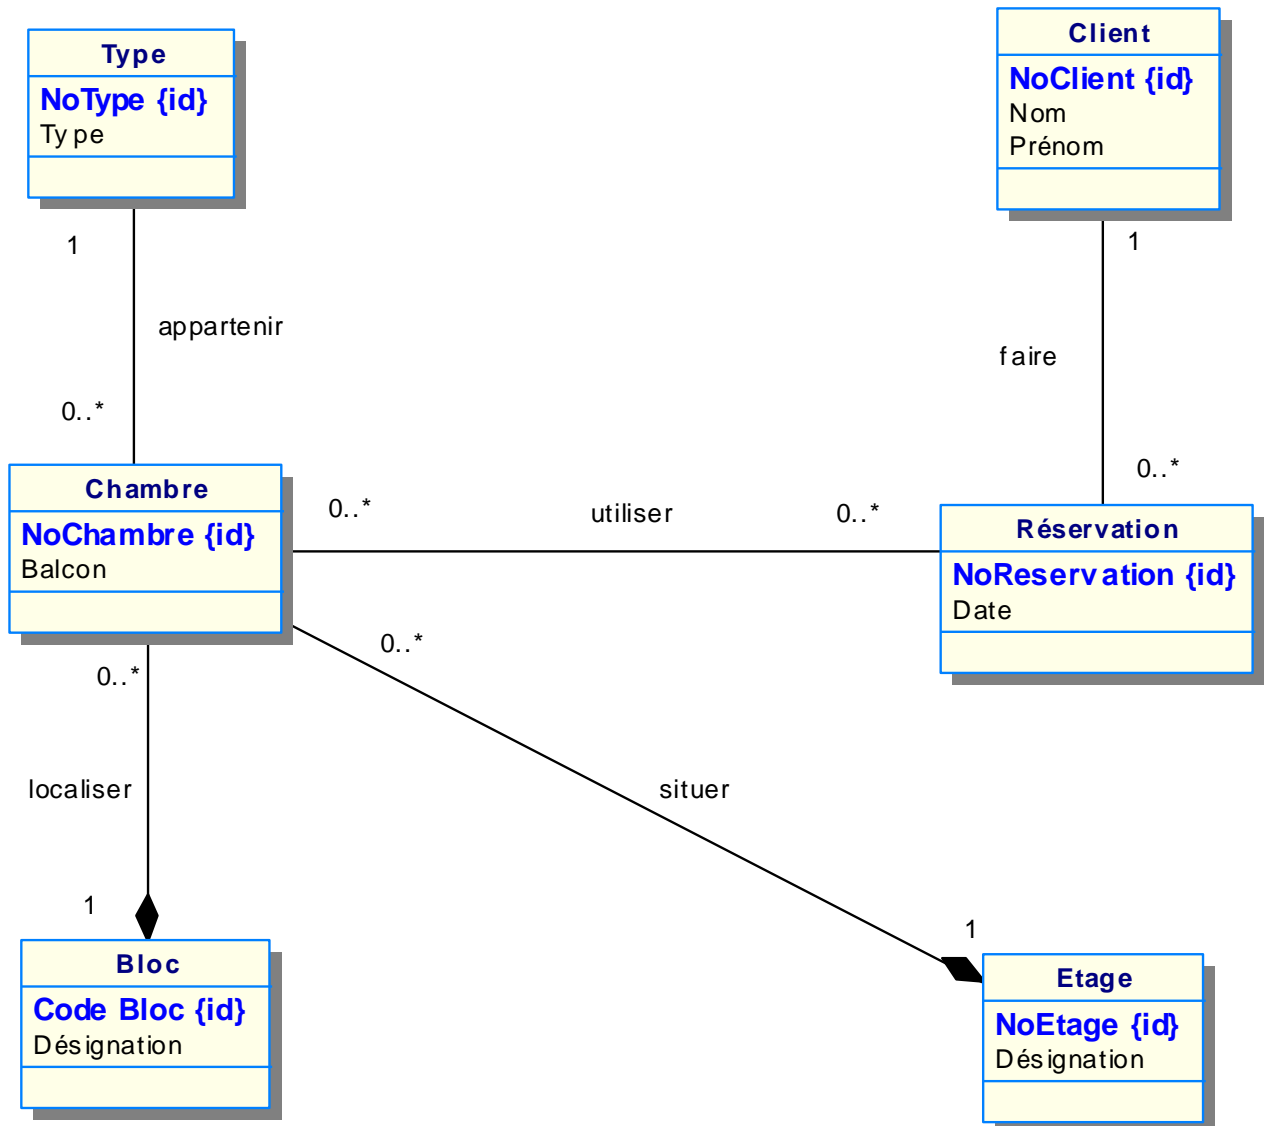 Type
NoType {id}
Type
1
appartenir
0..*
Client
NoClient {id}
Nom
Prénom
1
faire
0..*
Chambre
NoChambre {id}
Balcon
0..*
utiliser
0..*
Réservation
NoReservation {id}
Date
0..*
localiser
1
0..*
situer
1
Bloc
Code Bloc {id}
Désignation
Etage
NoEtage {id}
Désignation